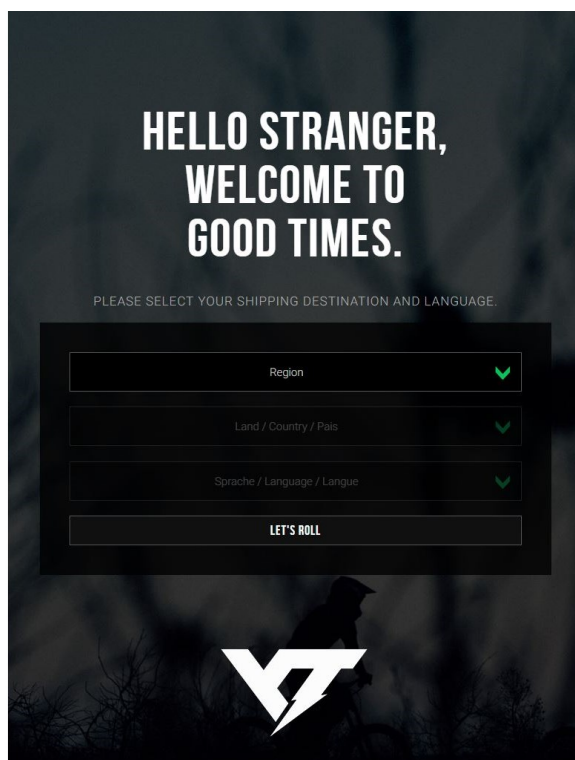 HELLO STRANGER,
WELCOME TO
GOOD TIMES.
PLEASE SELECT YOUR SHIPPING DESTINATION AND LANGUAGE.
Region
Land / Country / Pais
Sprache / Language / Langue
LET'S ROLL
YT